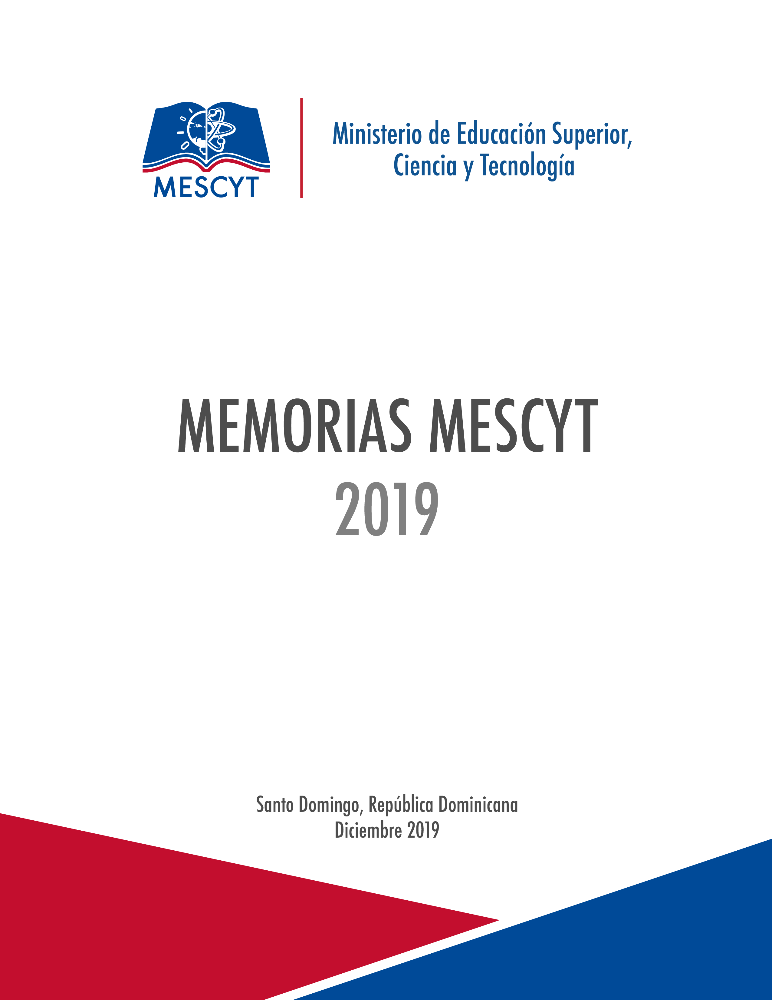 MESCYT
Ministerio de Educación Superior,
Ciencia y Tecnología
MEMORIAS MESCYT
2019
Santo Domingo, República Dominicana
Diciembre 2019